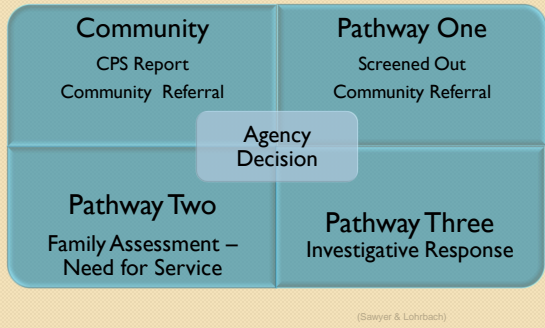 Community
CPS Report
Community Referral
Pathway One
Screened Out
Community Referral
Agency
Decision
Pathway Two
Family Assessment –
Need for Service
Pathway Three
Investigative Response
(Sawyer & Lohrbach)